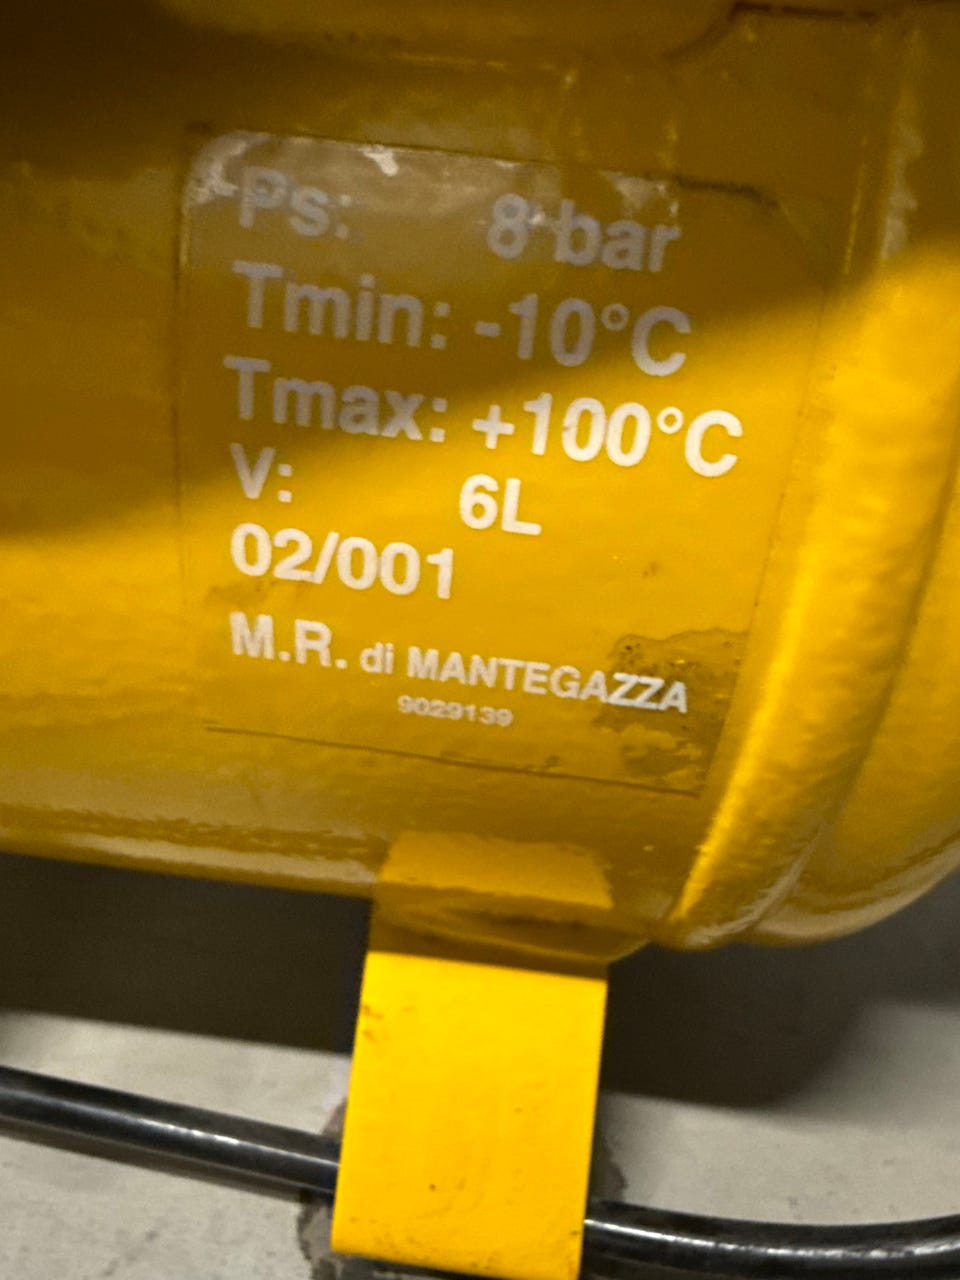 Ps: 8 bar
Tmin: -10°C
Tmax: +100°C
V: 6L
02/001
M.R. di MANTEGAZZA
9029139